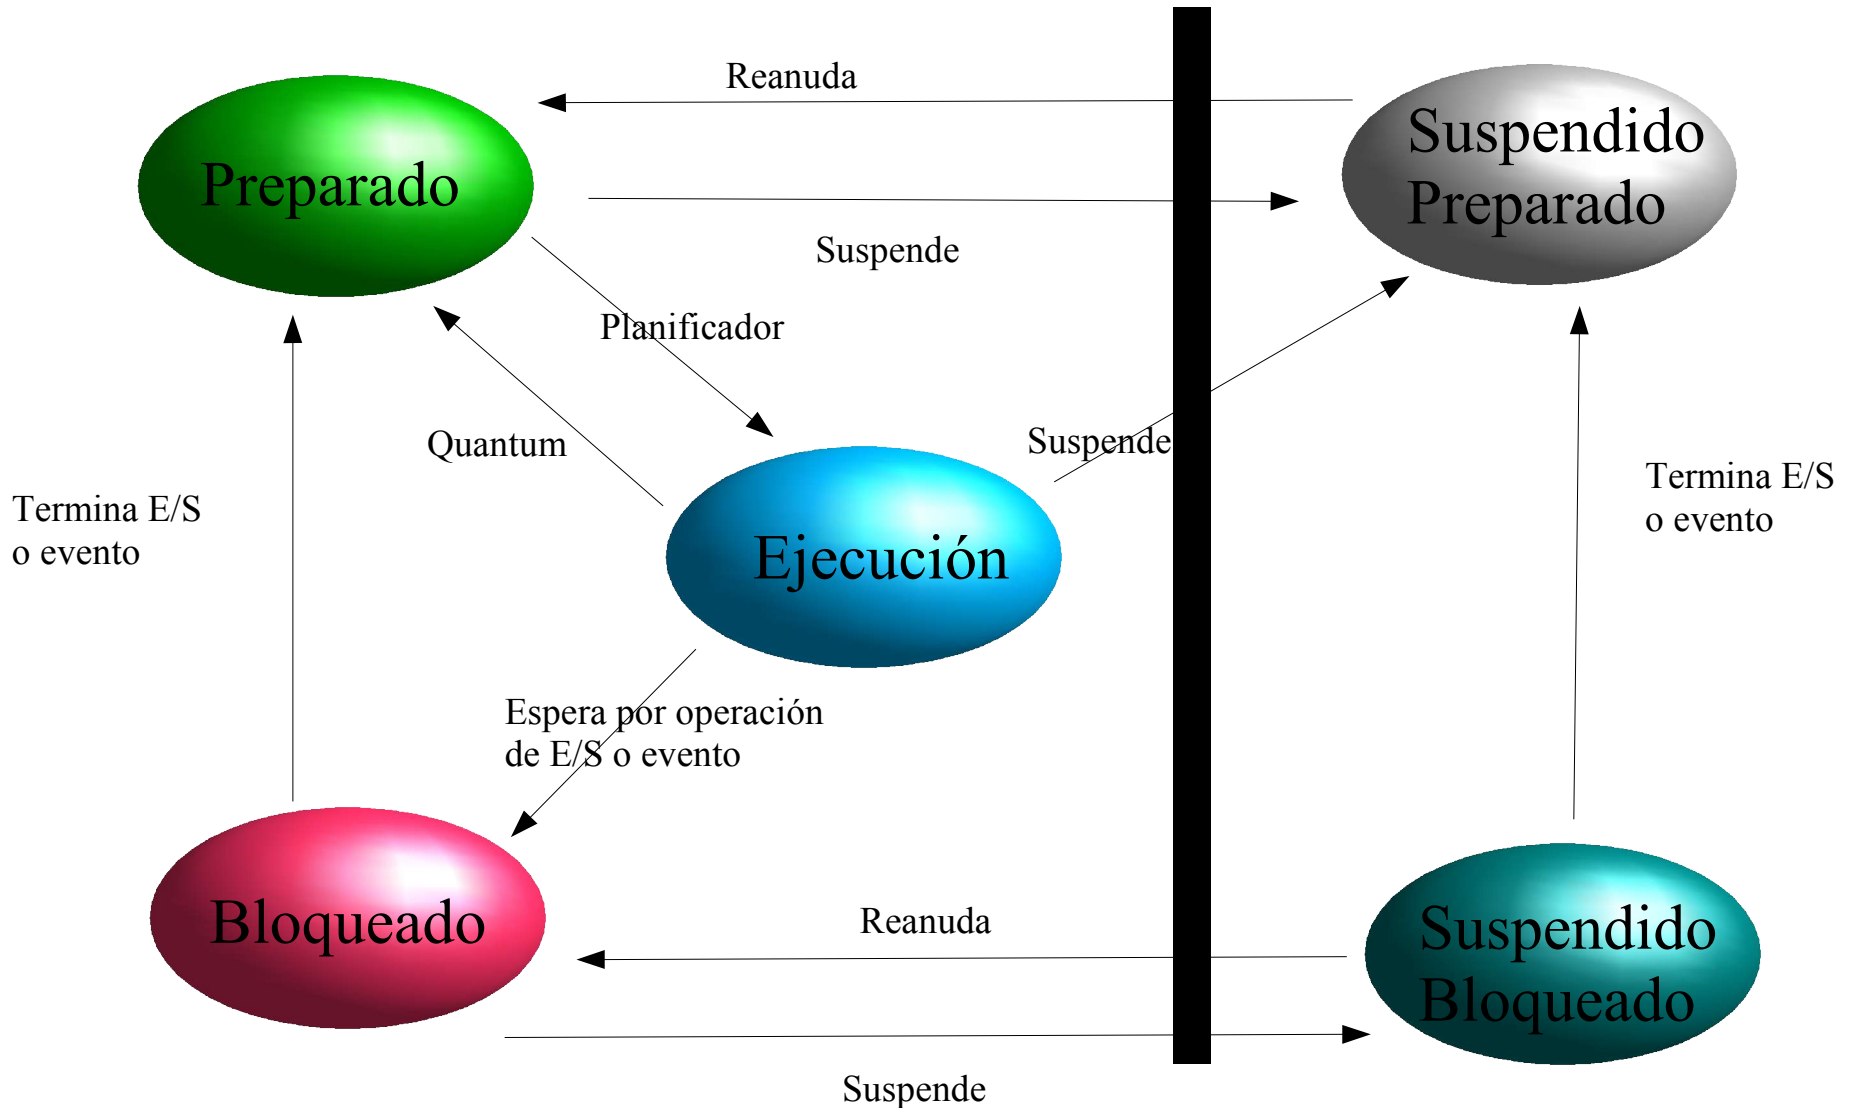 Reanuda
Suspendido
Preparado
Preparado
Suspende
Planificador
Quantum
Suspende
Termina E/S
o evento
Termina E/S
o evento
Ejecución
Espera por operación
de E/S o evento
Bloqueado
Reanuda
Suspendido
Bloqueado
Suspende